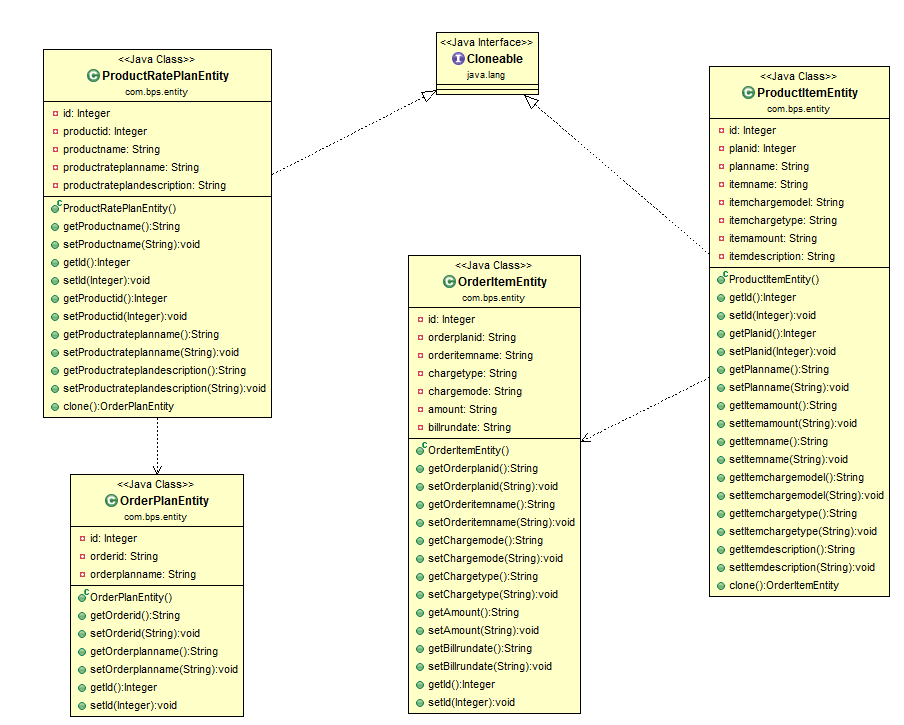 <<Java Class>>
ProductRatePlanEntity
com.bps.entity
id: Integer
productid: Integer
productname: String
productrateplanname: String
productrateplandescription: String
ProductRatePlanEntity()
getProductname():String
setProductname(String):void
getId():Integer
setId(Integer):void
getProductid():Integer
setProductid(Integer):void
getProductrateplanname():String
setProductrateplanname(String):void
getProductrateplandescription():String
setProductrateplandescription(String):void
clone():OrderPlanEntity
<<Java Interface>>
Cloneable
java.lang
<<Java Class>>
ProductItemEntity
com.bps.entity
id: Integer
planid: Integer
planname: String
itemname: String
itemchargemodel: String
itemchargetype: String
itemamount: String
itemdescription: String
ProductItemEntity()
getId():Integer
setId(Integer):void
getPlanid():Integer
setPlanid(Integer):void
getPlanname():String
setPlanname(String):void
getItemamount():String
setItemamount(String):void
getItemname():String
setItemname(String):void
getItemchargemodel():String
setItemchargemodel(String):void
getItemchargetype():String
setItemchargetype(String):void
getItemdescription():String
setItemdescription(String):void
clone():OrderItemEntity
<<Java Class>>
OrderItemEntity
com.bps.entity
id: Integer
orderplanid: String
orderitemname: String
chargetype: String
chargemode: String
amount: String
billrundate: String
OrderItemEntity()
getOrderplanid():String
setOrderplanid(String):void
getOrderitemname():String
setOrderitemname(String):void
getChargemode():String
setChargemode(String):void
getChargetype():String
setChargetype(String):void
getAmount():String
setAmount(String):void
getBillrundate():String
setBillrundate(String):void
getId():Integer
setId(Integer):void
<<Java Class>>
OrderPlanEntity
com.bps.entity
id: Integer
orderid: String
orderplanname: String
OrderPlanEntity()
getOrderid():String
setOrderid(String):void
getOrderplanname():String
setOrderplanname(String):void
getId():Integer
setId(Integer):void